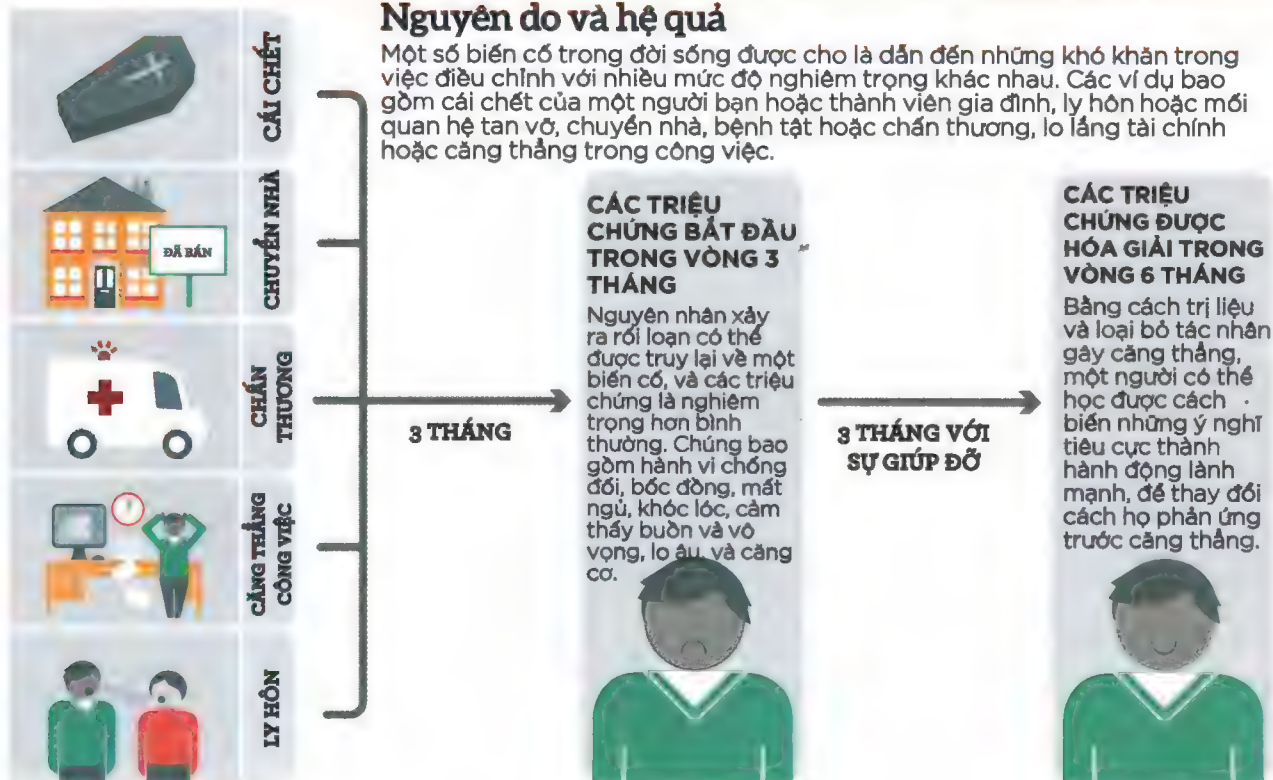 Nguyên do và hệ quả
Một số biến cố trong đời sống được cho là dẫn đến những khó khăn trong
việc điều chỉnh với nhiều mức độ nghiêm trọng khác nhau. Các ví dụ bao
gồm cái chết của một người bạn hoặc thành viên gia đình, ly hôn hoặc mối
quan hệ tan vỡ, chuyển nhà, bệnh tật hoặc chấn thương, lo lắng tài chính
hoặc căng thẳng trong công việc.
CÁI CHẾT
CHUYỂN NHÀ
ĐÃ BÁN
CHẤN
THƯƠNG
CĂNG THẲNG
CÔNG VIỆC
LY HÔN
3 THÁNG
CÁC TRIỆU
CHỨNG BẮT ĐẦU
TRONG VÒNG 3
THÁNG
Nguyên nhân xảy
ra rối loạn có thể
được truy lại về một
biến cố, và các triệu
chứng là nghiêm
trọng hơn bình
thường. Chúng bao
gồm hành vi chống
đối, bốc đồng, mất
ngủ, khóc lóc, cảm
thấy buồn và vô
vọng, lo âu, và căng
cơ.
3 THÁNG VỚI
SỰ GIÚP ĐỠ
CÁC TRIỆU
CHỨNG ĐƯỢC
HÓA GIẢI TRONG
VÒNG 6 THÁNG
Bằng cách trị liệu
và loại bỏ tác nhân
gây căng thẳng,
một người có thể
học được cách
biến những ý nghĩ
tiêu cực thành
hành động lành
mạnh, để thay đổi
cách họ phản ứng
trước căng thẳng.